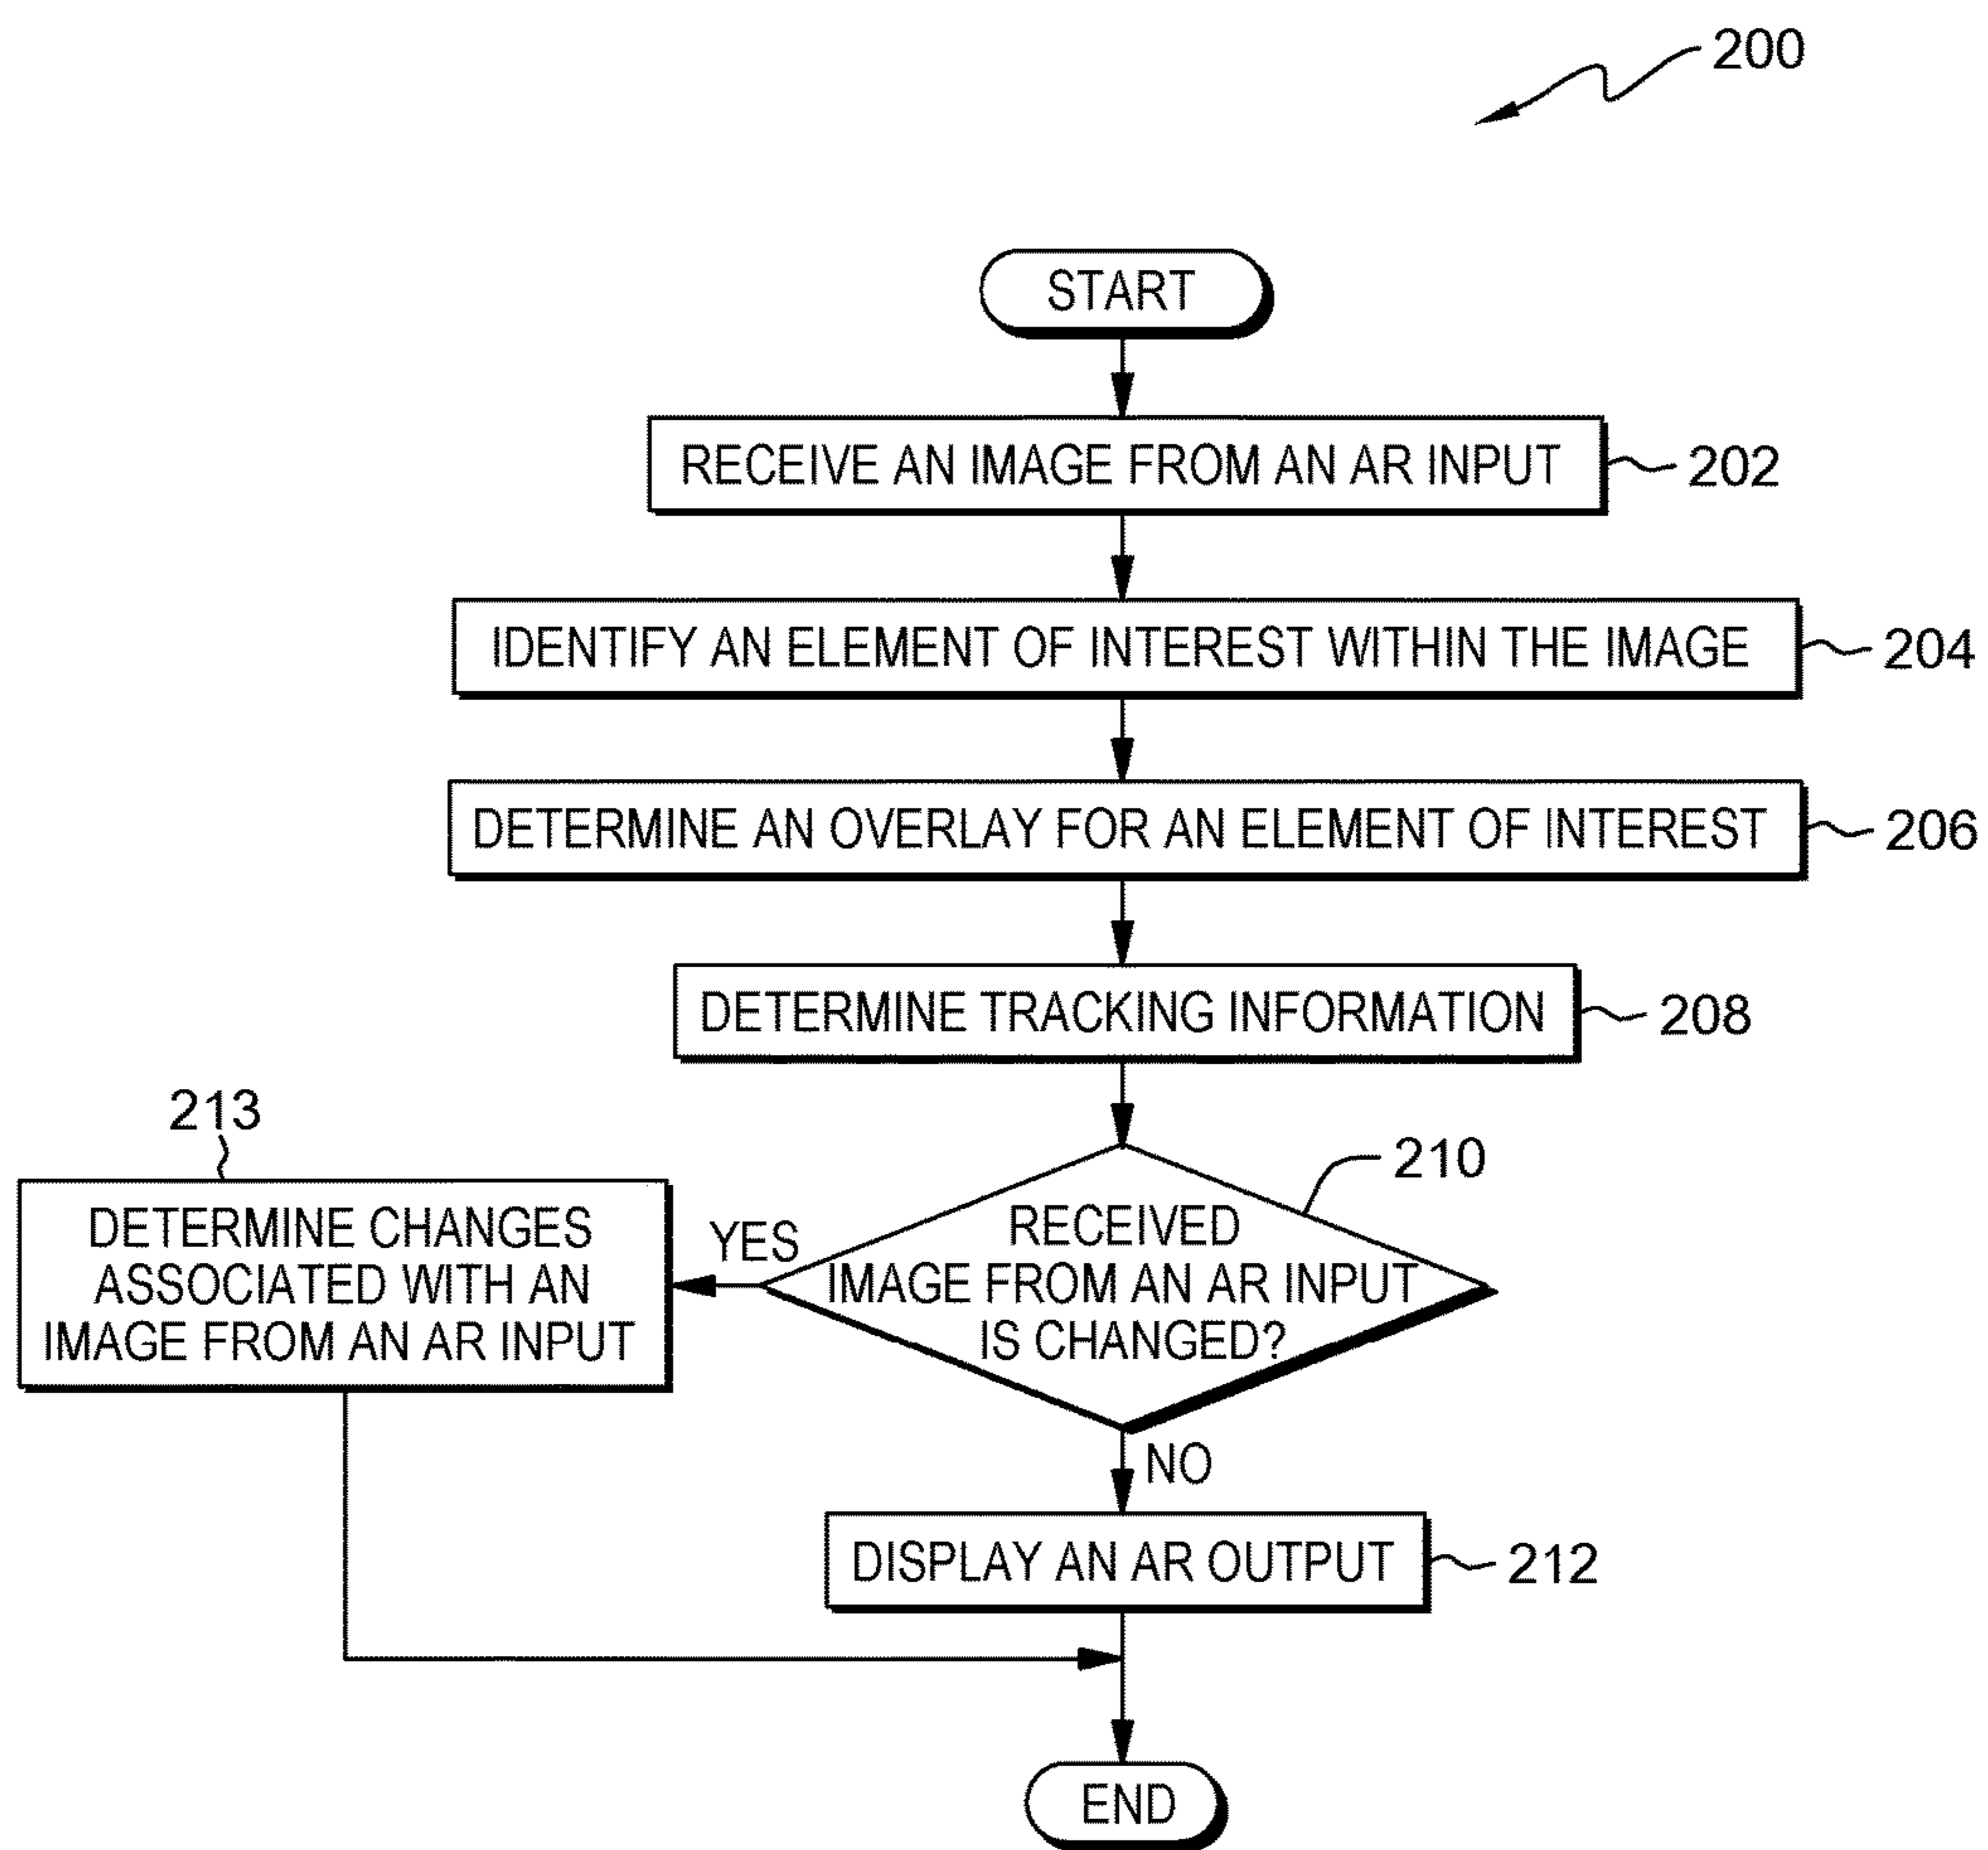 200
START
RECEIVE AN IMAGE FROM AN AR INPUT
202
IDENTIFY AN ELEMENT OF INTEREST WITHIN THE IMAGE
204
DETERMINE AN OVERLAY FOR AN ELEMENT OF INTEREST
206
DETERMINE TRACKING INFORMATION
208
213
DETERMINE CHANGES
ASSOCIATED WITH AN
IMAGE FROM AN AR INPUT
YES
210
RECEIVED
IMAGE FROM AN AR INPUT
IS CHANGED?
NO
DISPLAY AN AR OUTPUT
212
END